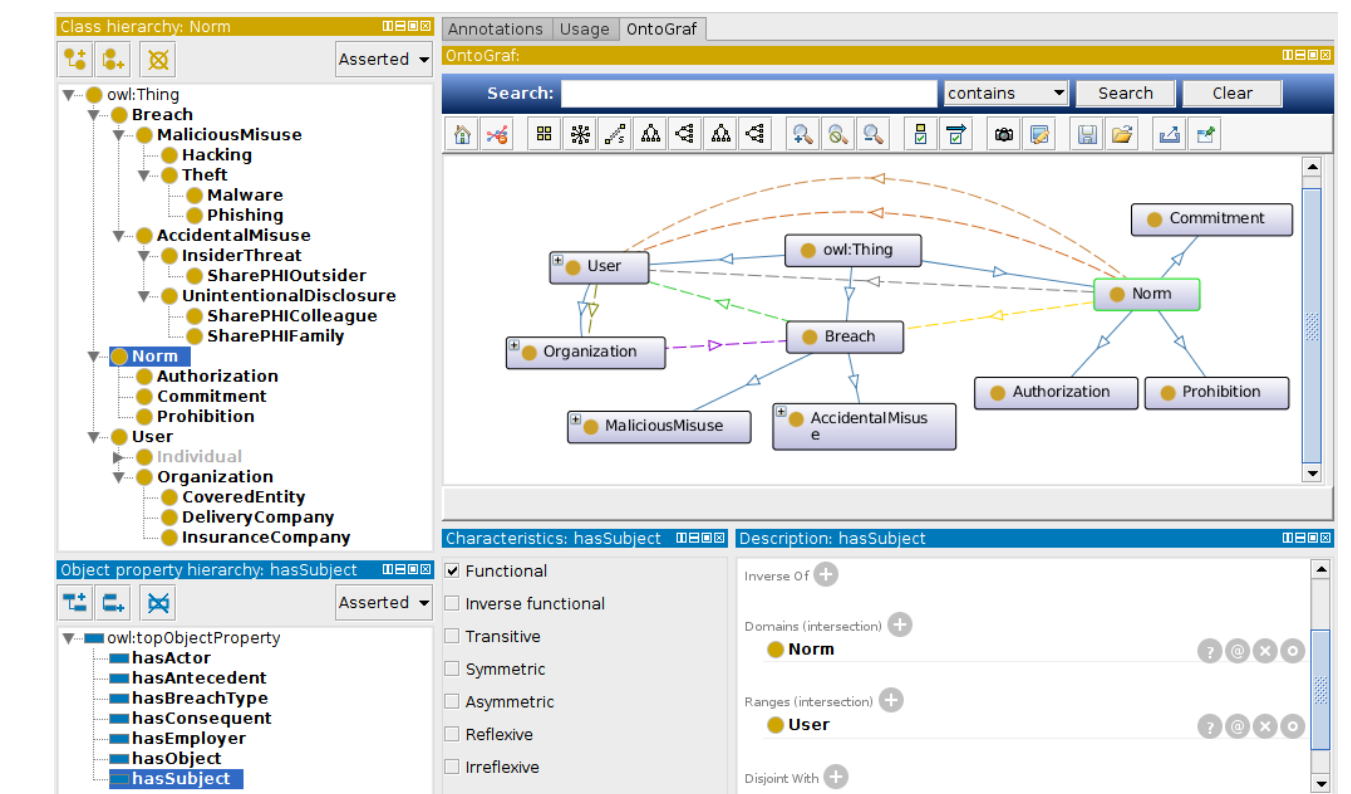 Class hierarchy: Norm
Asserted
owl:Thing
Breach
MaliciousMisuse
Hacking
Theft
Malware
Phishing
AccidentalMisuse
InsiderThreat
SharePHIOutsider
UnintentionalDisclosure
SharePHIColleague
SharePHIFamily
Norm
Authorization
Commitment
Prohibition
User
Individual
Organization
CoveredEntity
DeliveryCompany
InsuranceCompany
Object property hierarchy: hasSubject
Asserted
owl:topObjectProperty
hasActor
hasAntecedent
hasBreachType
hasConsequent
hasEmployer
hasObject
hasSubject
Annotations Usage OntoGraf
OntoGraf:
Search: contains Search Clear
Commitment
owl:Thing
User
Norm
Breach
Organization
Authorization
Prohibition
MaliciousMisuse
AccidentalMisus
e
Characteristics: hasSubject
Functional
Inverse functional
Transitive
Symmetric
Asymmetric
Reflexive
Irreflexive
Description: hasSubject
Inverse Of
Domains (intersection)
Norm
Ranges (intersection)
User
Disjoint With